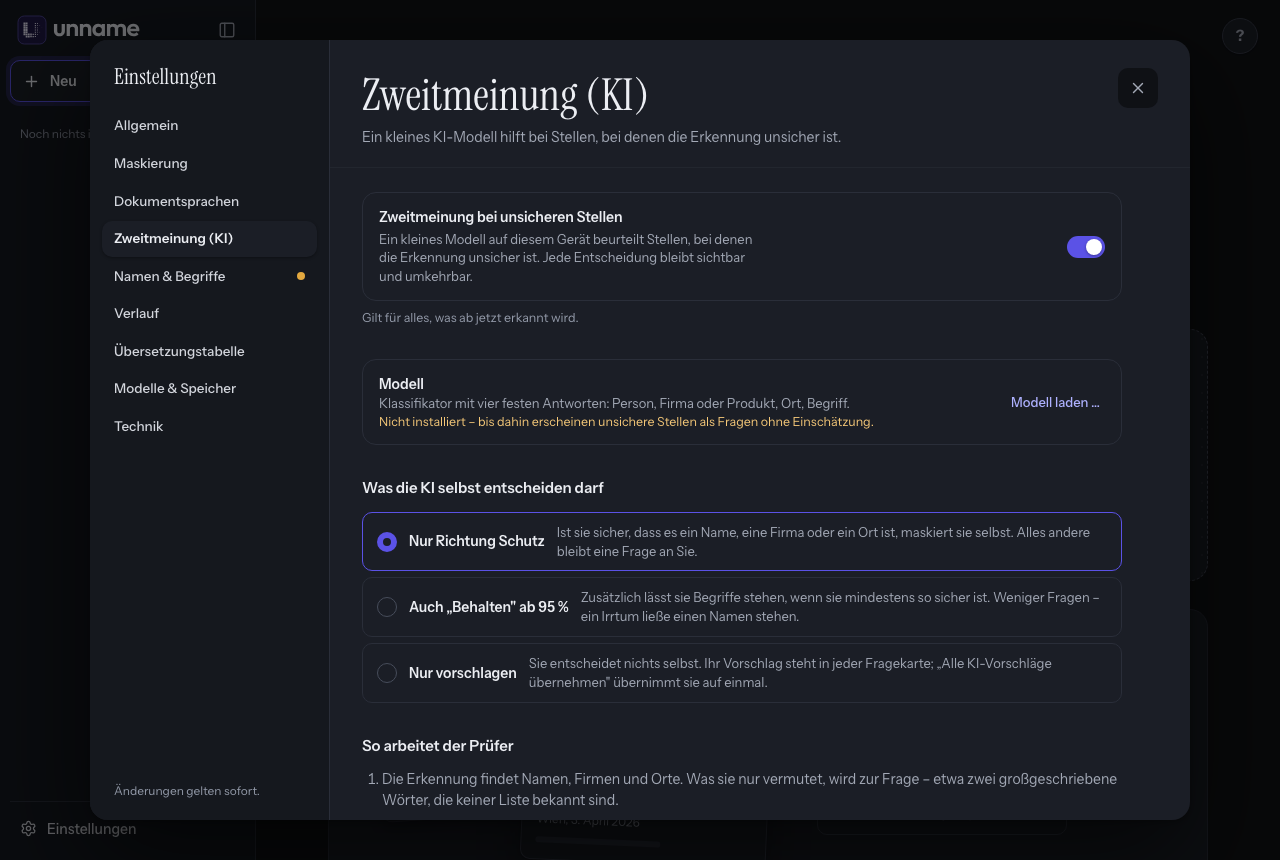 unname
?
Neu
Noch nichts
Einstellungen
Allgemein
Maskierung
Dokumentsprachen
Zweitmeinung (KI)
Namen & Begriffe
Verlauf
Übersetzungstabelle
Modelle & Speicher
Technik
Änderungen gelten sofort.
Einstellungen
Zweitmeinung (KI)
Ein kleines KI-Modell hilft bei Stellen, bei denen die Erkennung unsicher ist.
Zweitmeinung bei unsicheren Stellen
Ein kleines Modell auf diesem Gerät beurteilt Stellen, bei denen
die Erkennung unsicher ist. Jede Entscheidung bleibt sichtbar
und umkehrbar.
Gilt für alles, was ab jetzt erkannt wird.
Modell
Klassifikator mit vier festen Antworten: Person, Firma oder Produkt, Ort, Begriff.
Nicht installiert – bis dahin erscheinen unsichere Stellen als Fragen ohne Einschätzung.
Modell laden ...
Was die KI selbst entscheiden darf
Nur Richtung Schutz
Ist sie sicher, dass es ein Name, eine Firma oder ein Ort ist, maskiert sie selbst. Alles andere
bleibt eine Frage an Sie.
Auch „Behalten" ab 95 %
Zusätzlich lässt sie Begriffe stehen, wenn sie mindestens so sicher ist. Weniger Fragen –
ein Irrtum ließe einen Namen stehen.
Nur vorschlagen
Sie entscheidet nichts selbst. Ihr Vorschlag steht in jeder Fragekarte; „Alle KI-Vorschläge
übernehmen" übernimmt sie auf einmal.
So arbeitet der Prüfer
1. Die Erkennung findet Namen, Firmen und Orte. Was sie nur vermutet, wird zur Frage – etwa zwei großgeschriebene
Wörter, die keiner Liste bekannt sind.
Wien, 3. April 2026